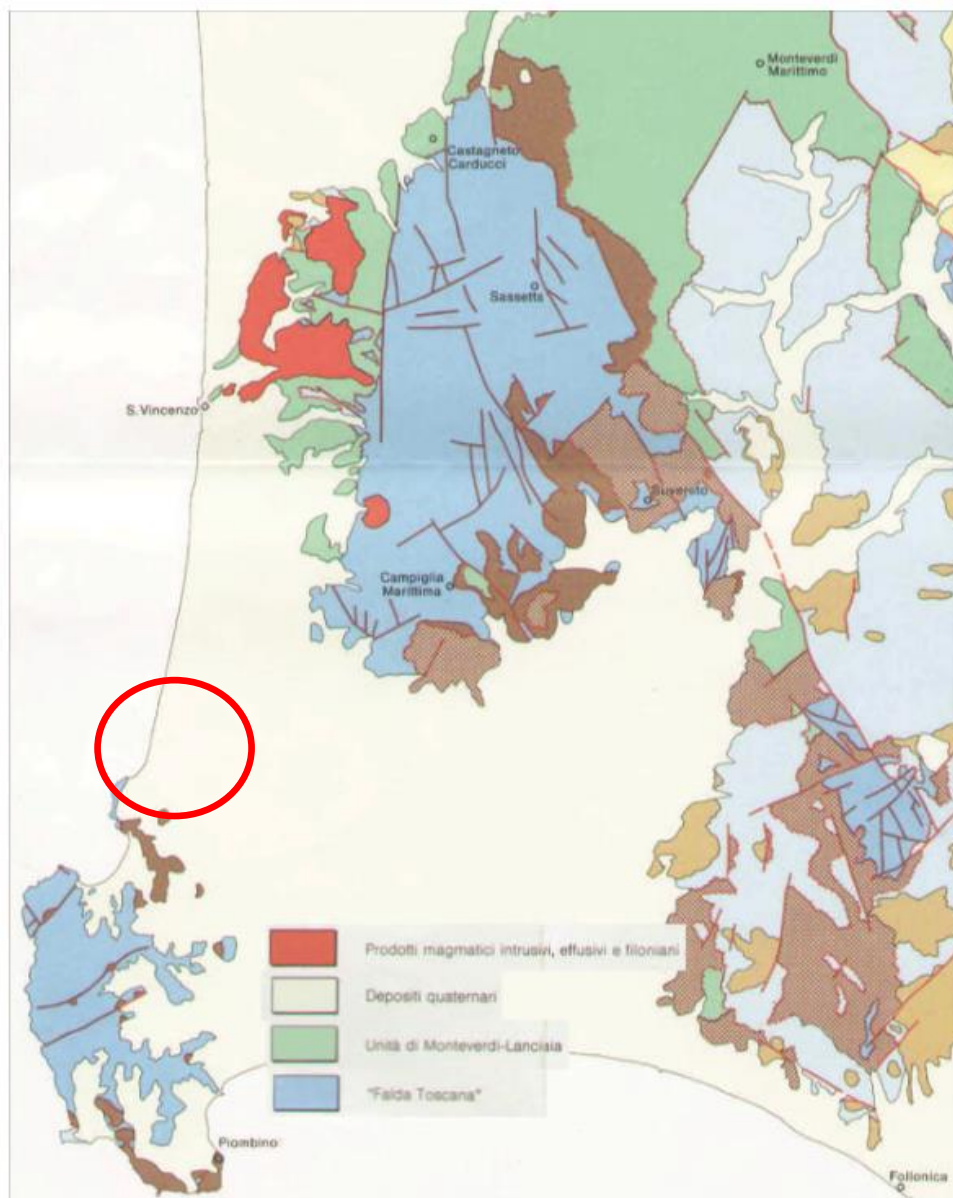 Monteverdi
Marittimo
Castagneto
Carducci
Sassetta
S. Vincenzo
Suvereto
Campiglia
Marittima
Prodotti magmatici intrusivi, effusivi e filoniani
Depositi quaternari
Unità di Monteverdi-Lanciaia
"Falda Toscana"
Piombino
Follonica